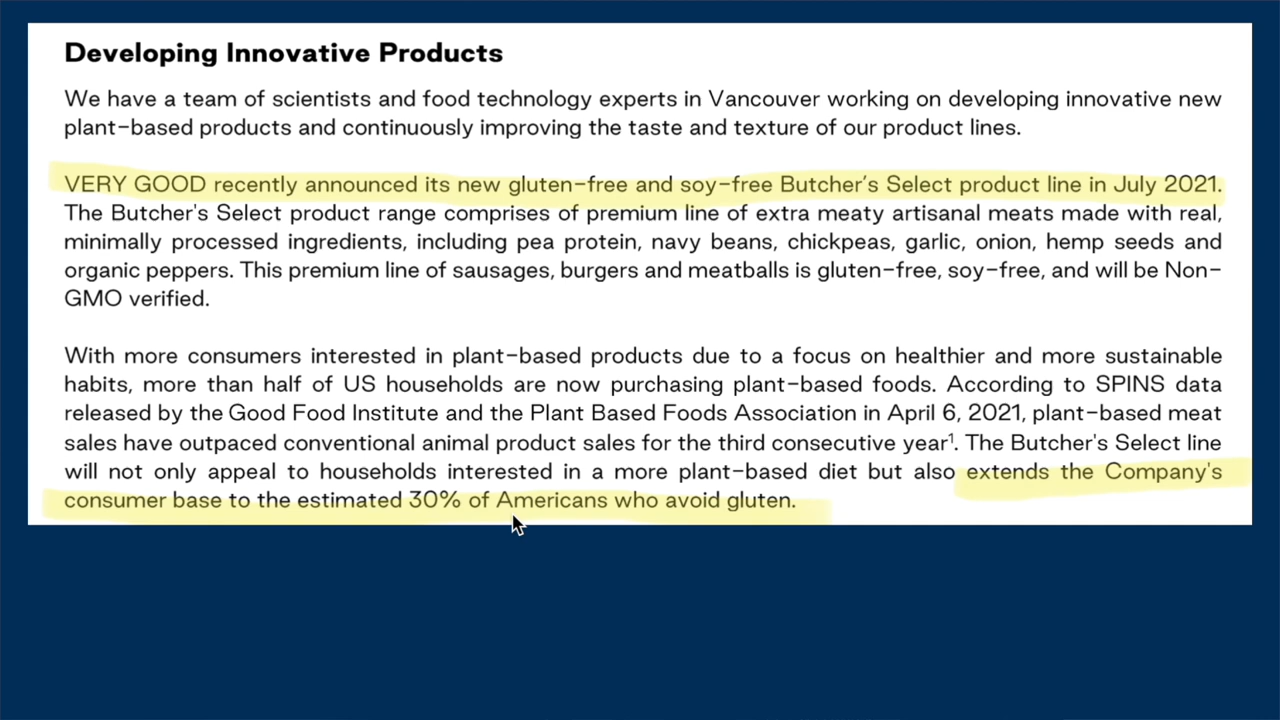 Developing Innovative Products
We have a team of scientists and food technology experts in Vancouver working on developing innovative new
plant-based products and continuously improving the taste and texture of our product lines.
VERY GOOD recently announced its new gluten-free and soy-free Butcher's Select product line in July 2021.
The Butcher's Select product range comprises of premium line of extra meaty artisanal meats made with real,
minimally processed ingredients, including pea protein, navy beans, chickpeas, garlic, onion, hemp seeds and
organic peppers. This premium line of sausages, burgers and meatballs is gluten-free, soy-free, and will be Non-
GMO verified.
With more consumers interested in plant-based products due to a focus on healthier and more sustainable
habits, more than half of US households are now purchasing plant-based foods. According to SPINS data
released by the Good Food Institute and the Plant Based Foods Association in April 6, 2021, plant-based meat
sales have outpaced conventional animal product sales for the third consecutive year¹. The Butcher's Select line
will not only appeal to households interested in a more plant-based diet but also extends the Company's
consumer base to the estimated 30% of Americans who avoid gluten.